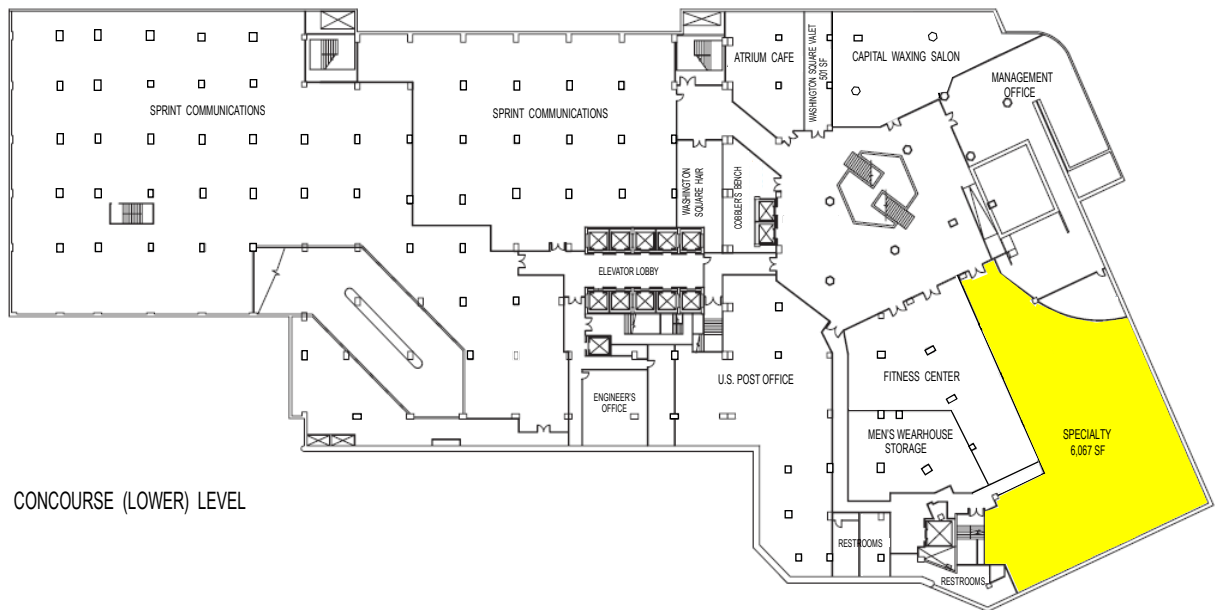 ATRIUM CAFE
WASHINGTON SQUARE VALET
501 SF
CAPITAL WAXING SALON
MANAGEMENT
OFFICE
SPRINT COMMUNICATIONS
SPRINT COMMUNICATIONS
WASHINGTON
SQUARE HAIR
COBBLER'S BENCH
ELEVATOR LOBBY
U.S. POST OFFICE
FITNESS CENTER
ENGINEER'S
OFFICE
MEN'S WEARHOUSE
STORAGE
SPECIALTY
6,067 SF
CONCOURSE (LOWER) LEVEL
RESTROOMS
RESTROOMS